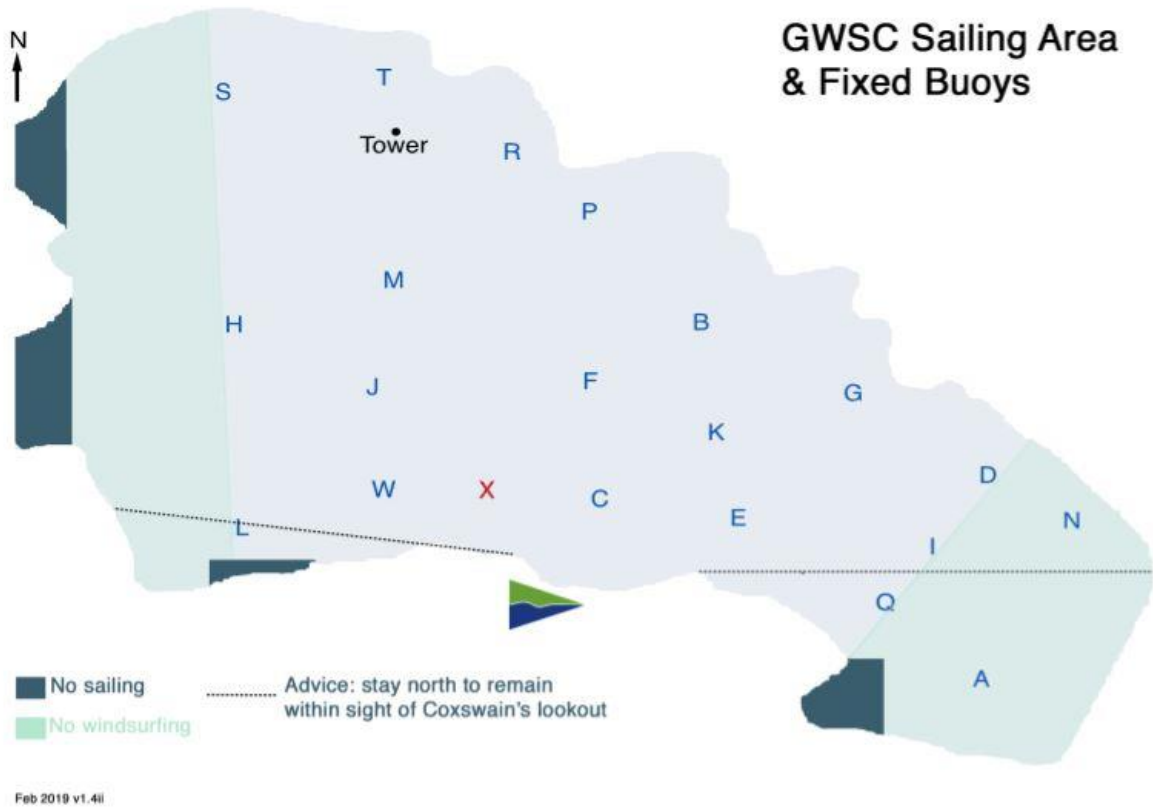 GWSC Sailing Area
& Fixed Buoys
N
S
T
Tower
R
P
M
H
B
J
F
G
K
W
X
C
E
D
N
L
I
Q
A
No sailing
No windsurfing
Advice: stay north to remain
within sight of Coxswain's lookout
Feb 2019 v1.4ii